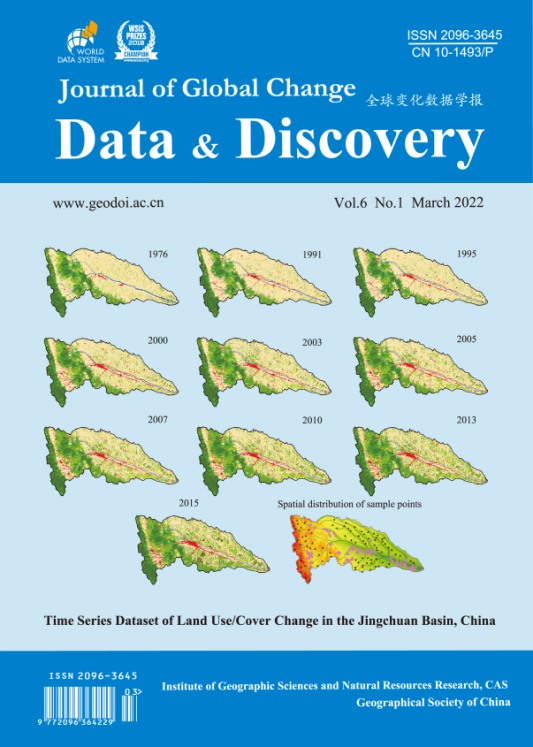 WORLD
DATA SYSTEM
WSIS
PRIZES
2018
CHAMPION
ISSN 2096-3645
CN 10-1493/P
Journal of Global Change 全球变化数据学报
Data & Discovery
www.geodoi.ac.cn Vol.6 No.1 March 2022
1976 1991 1995
2000 2003 2005
2007 2010 2013
2015 Spatial distribution of sample points
Time Series Dataset of Land Use/Cover Change in the Jingchuan Basin, China
ISSN 2096-3645
03>
9 772096 364229
Institute of Geographic Sciences and Natural Resources Research, CAS
Geographical Society of China